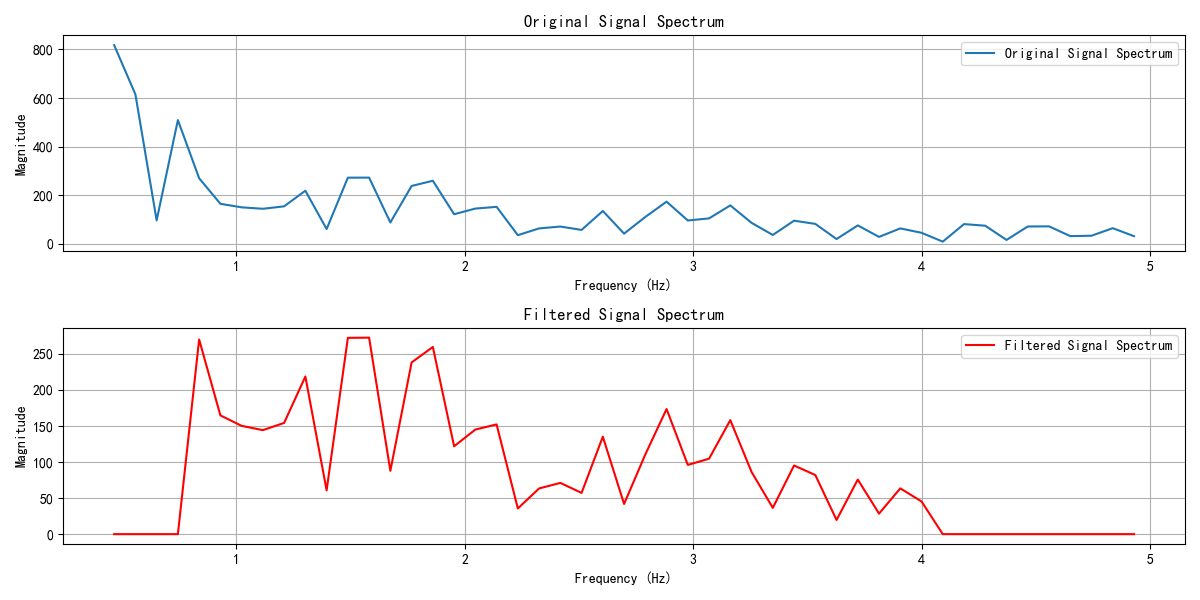 Original Signal Spectrum
Original Signal Spectrum
Magnitude
800
600
400
200
0
1 2 3 4 5
Frequency (Hz)
Filtered Signal Spectrum
Filtered Signal Spectrum
Magnitude
250
200
150
100
50
0
1 2 3 4 5
Frequency (Hz)